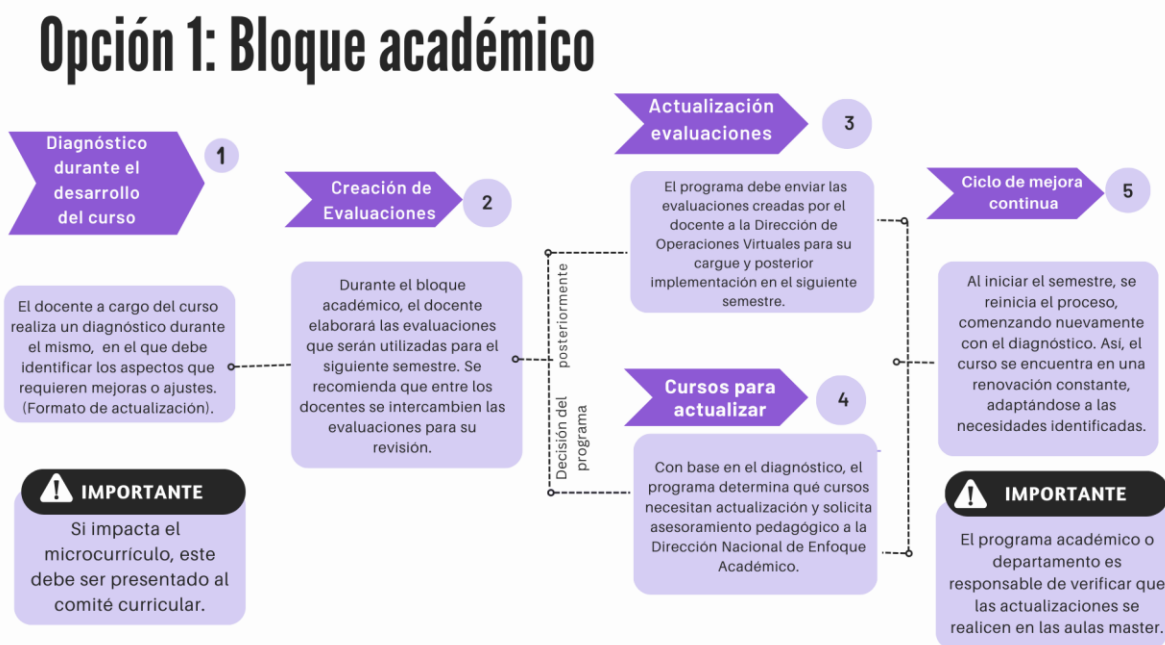 Opción 1: Bloque académico
Diagnóstico
durante el
desarrollo
del curso
1
El docente a cargo del curso
realiza un diagnóstico durante
el mismo, en el que debe
identificar los aspectos que
requieren mejoras o ajustes.
(Formato de actualización).
IMPORTANTE
Si impacta el
microcurrículo, este
debe ser presentado al
comité curricular.
Creación de
Evaluaciones
2
Durante el bloque
académico, el docente
elaborará las evaluaciones
que serán utilizadas para el
siguiente semestre. Se
recomienda que entre los
docentes se intercambien las
evaluaciones para su
revisión.
posteriormente
Decisión del
programa
Actualización
evaluaciones
3
El programa debe enviar las
evaluaciones creadas por el
docente a la Dirección de
Operaciones Virtuales para su
cargue y posterior
implementación en el siguiente
semestre.
Cursos para
actualizar
4
Con base en el diagnóstico, el
programa determina qué cursos
necesitan actualización y solicita
asesoramiento pedagógico a la
Dirección Nacional de Enfoque
Académico.
Ciclo de mejora
continua
5
Al iniciar el semestre, se
reinicia el proceso,
comenzando nuevamente
con el diagnóstico. Así, el
curso se encuentra en una
renovación constante,
adaptándose a las
necesidades identificadas.
IMPORTANTE
El programa académico o
departamento es
responsable de verificar que
las actualizaciones se
realicen en las aulas master.